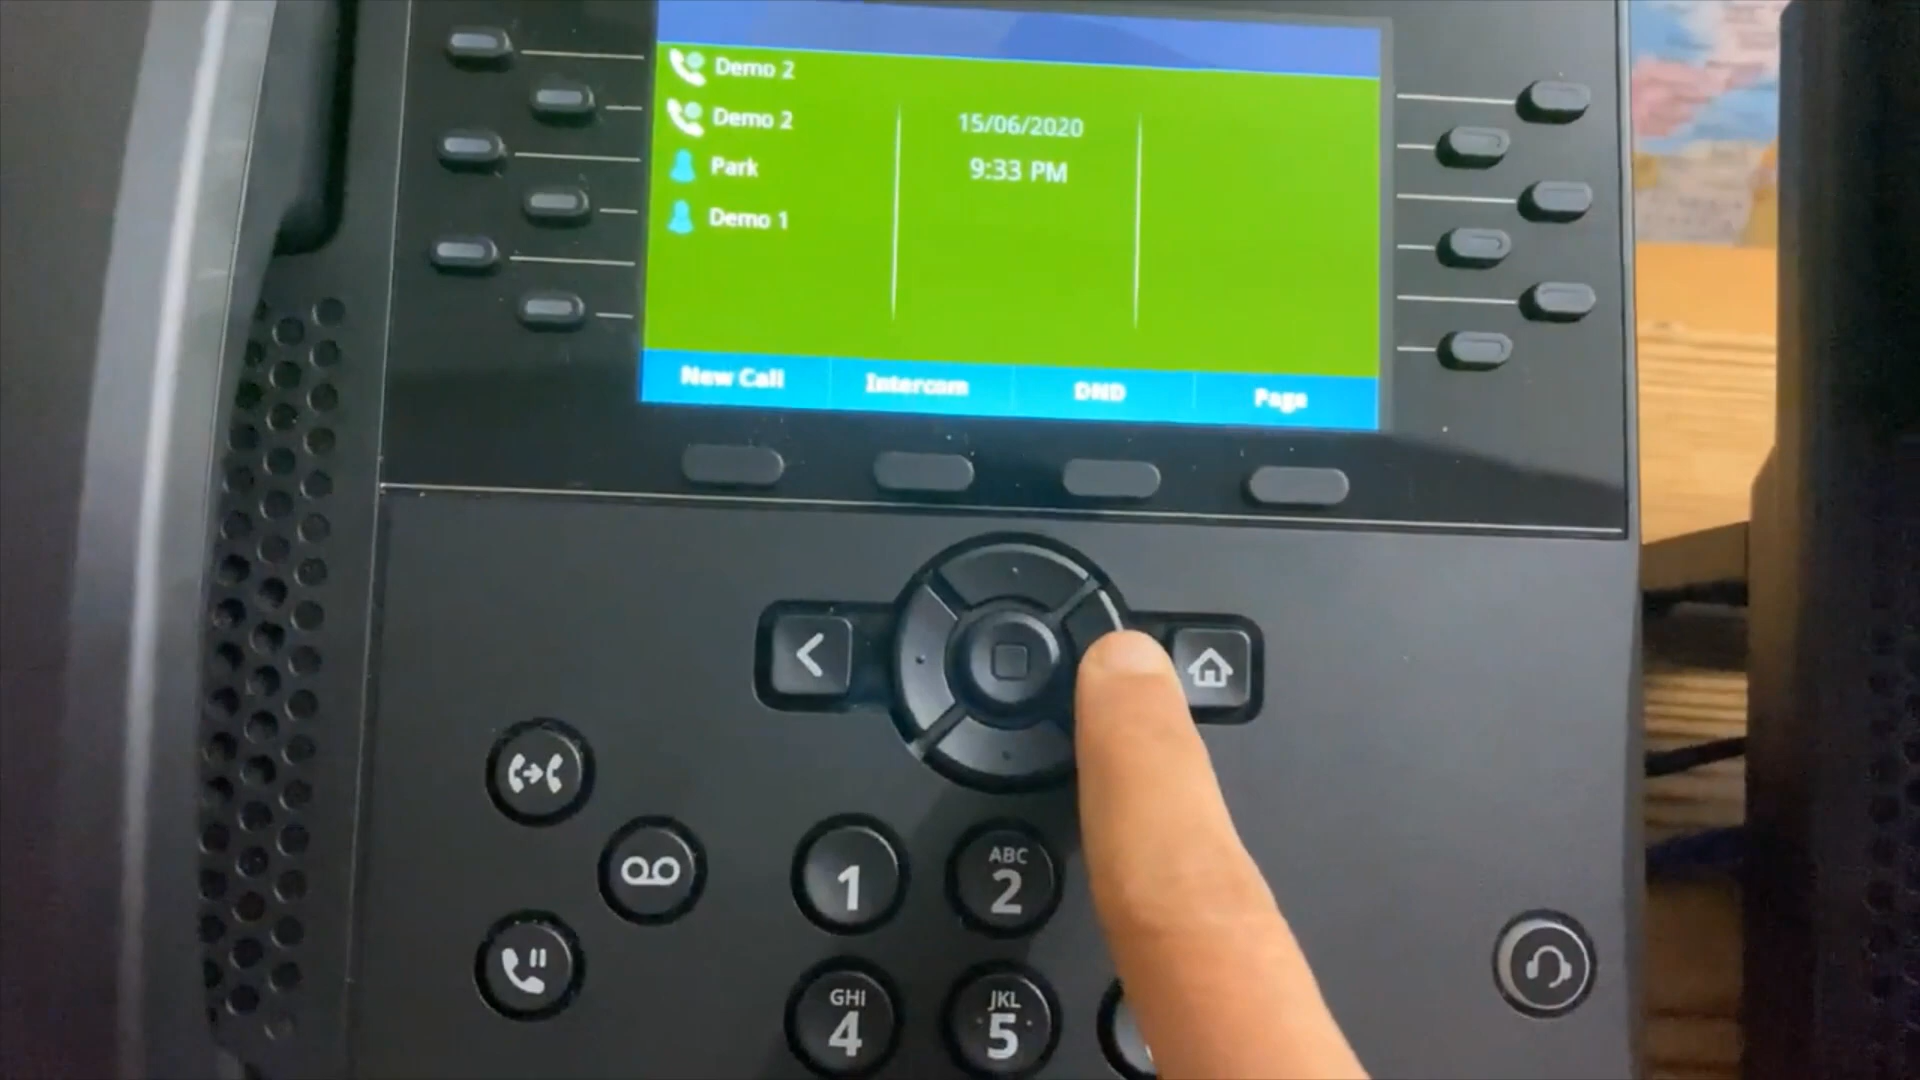 Demo 2
Demo 2
Park
Demo 1
15/06/2020
9:33 PM
New Call
Intercom
DND
Page
1
ABC
2
GHI
4
JKL
5